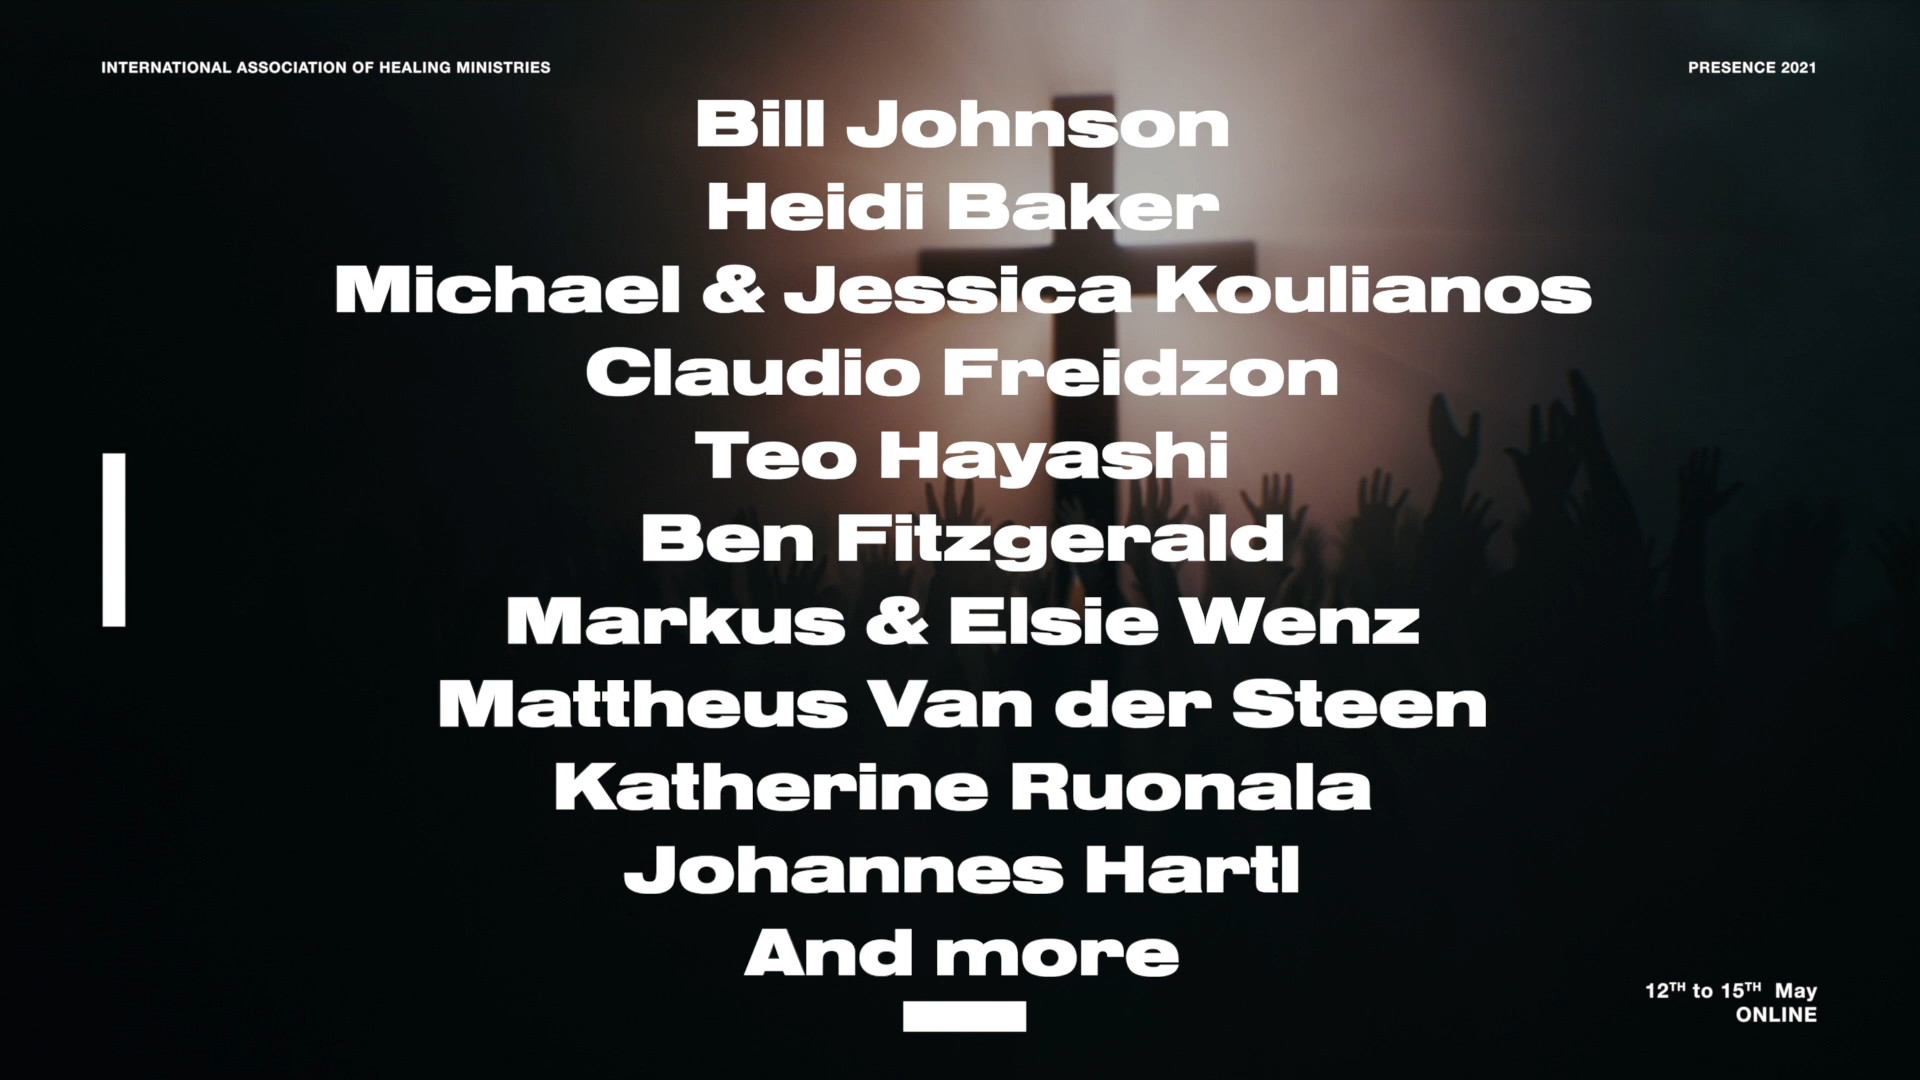 INTERNATIONAL ASSOCIATION OF HEALING MINISTRIES
PRESENCE 2021
Bill Johnson
Heidi Baker
Michael & Jessica Koulianos
Claudio Freidzon
Teo Hayashi
Ben Fitzgerald
Markus & Elsie Wenz
Mattheus Van der Steen
Katherine Ruonala
Johannes Hartl
And more
12TH to 15TH May
ONLINE